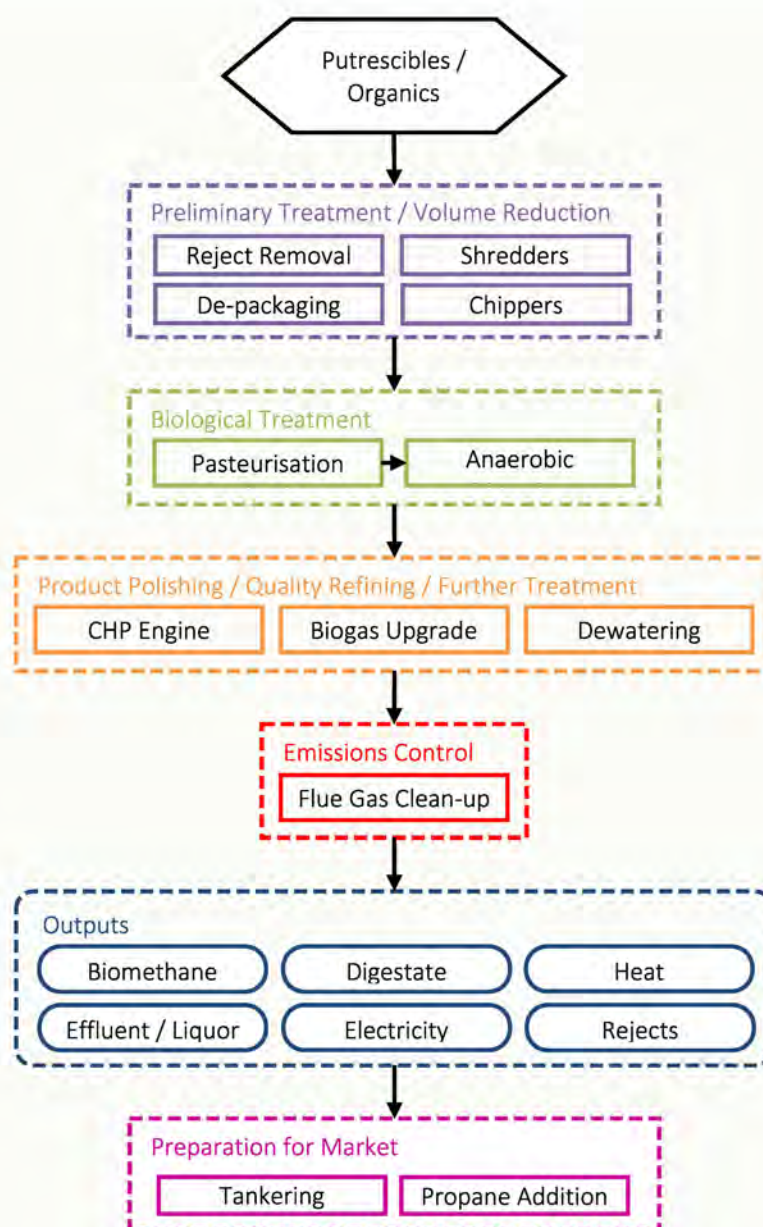 Putrescibles /
Organics
Preliminary Treatment / Volume Reduction
Reject Removal
Shredders
De-packaging
Chippers
Biological Treatment
Pasteurisation
Anaerobic
Product Polishing / Quality Refining / Further Treatment
CHP Engine
Biogas Upgrade
Dewatering
Emissions Control
Flue Gas Clean-up
Outputs
Biomethane
Digestate
Heat
Effluent / Liquor
Electricity
Rejects
Preparation for Market
Tankering
Propane Addition